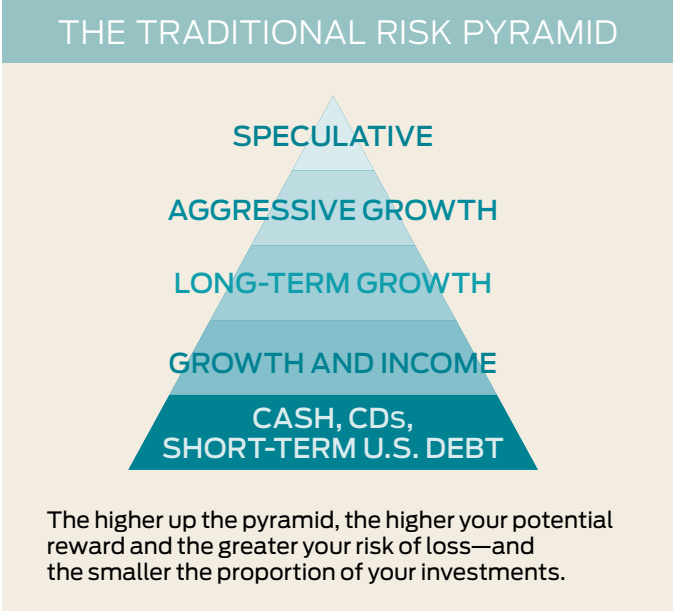 THE TRADITIONAL RISK PYRAMID
SPECULATIVE
AGGRESSIVE GROWTH
LONG-TERM GROWTH
GROWTH AND INCOME
CASH, CDs,
SHORT-TERM U.S. DEBT
The higher up the pyramid, the higher your potential
reward and the greater your risk of loss—and
the smaller the proportion of your investments.